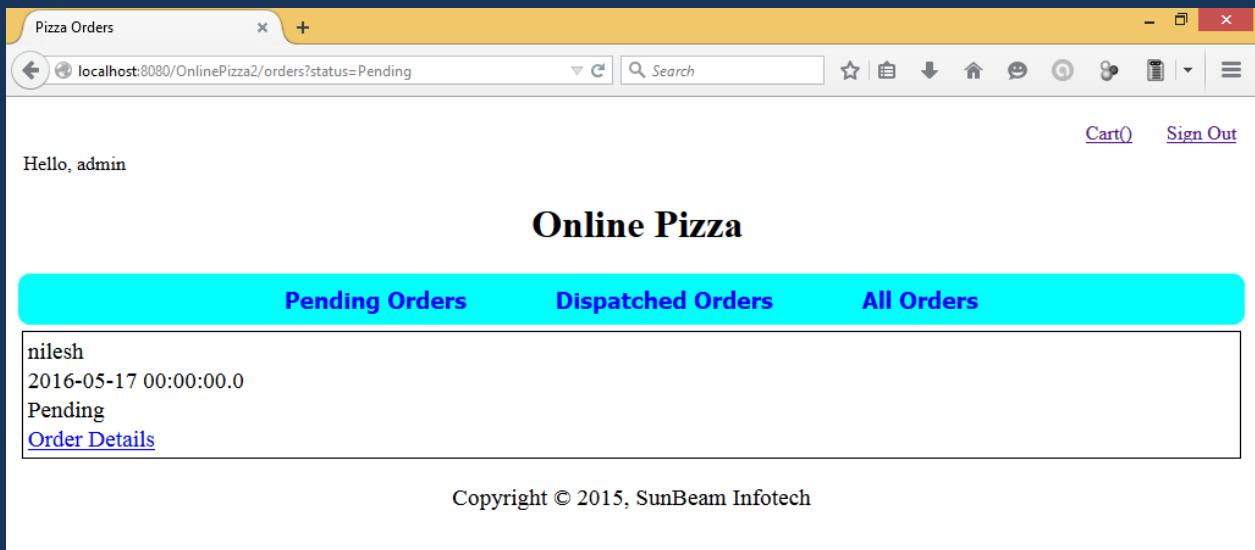 Pizza Orders
localhost:8080/OnlinePizza2/orders?status=Pending
Search
Cart() Sign Out
Hello, admin
Online Pizza
Pending Orders Dispatched Orders All Orders
nilesh
2016-05-17 00:00:00.0
Pending
Order Details
Copyright © 2015, SunBeam Infotech